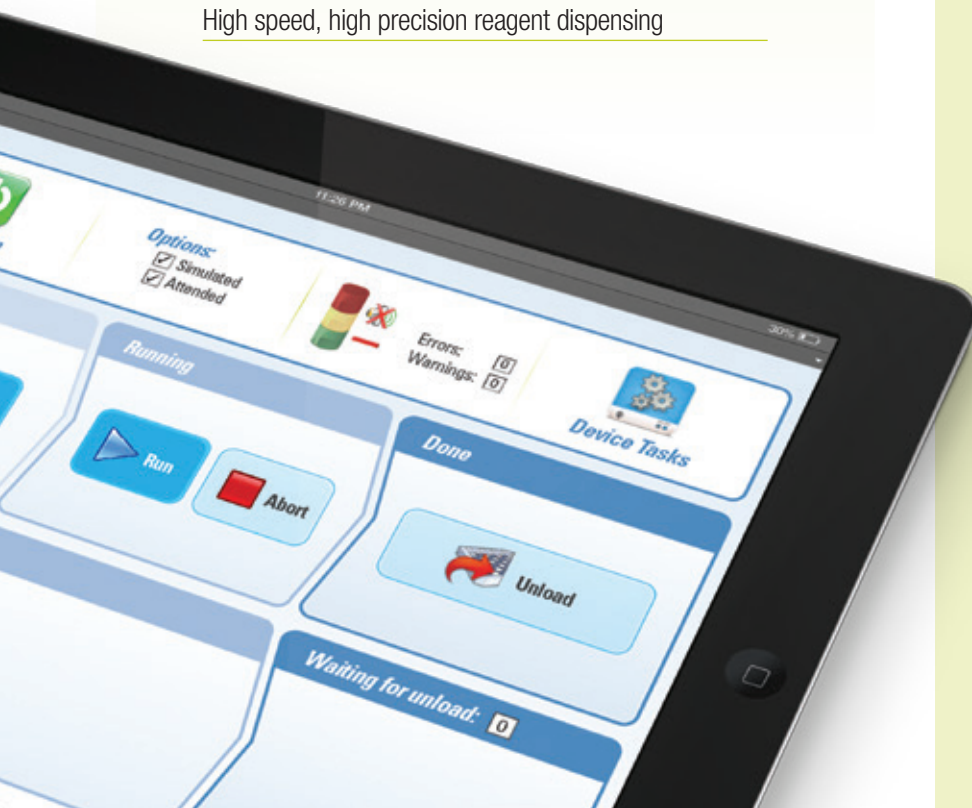 High speed, high precision reagent dispensing
11:26 PM
30%
Options:
Simulated
Attended
Errors: 0
Warnings: 0
Device Tasks
Running
Run
Abort
Done
Unload
Waiting for unload: 0